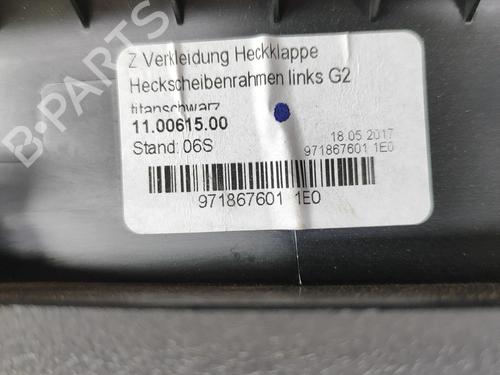 Z Verkleidung Heckklappe
Heckscheibenrahmen links G2
titanschwarz
11.00615.00
Stand: 06S
18.05.2017
971867601 1E0
971867601 1E0
B-PARTS